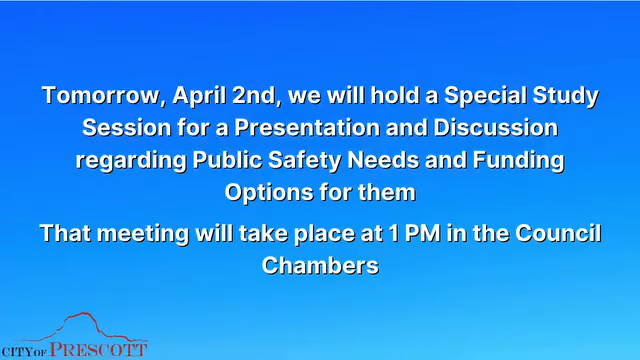 Tomorrow, April 2nd, we will hold a Special Study
Session for a Presentation and Discussion
regarding Public Safety Needs and Funding
Options for them
That meeting will take place at 1 PM in the Council
Chambers
CITY OF PRESCOTT